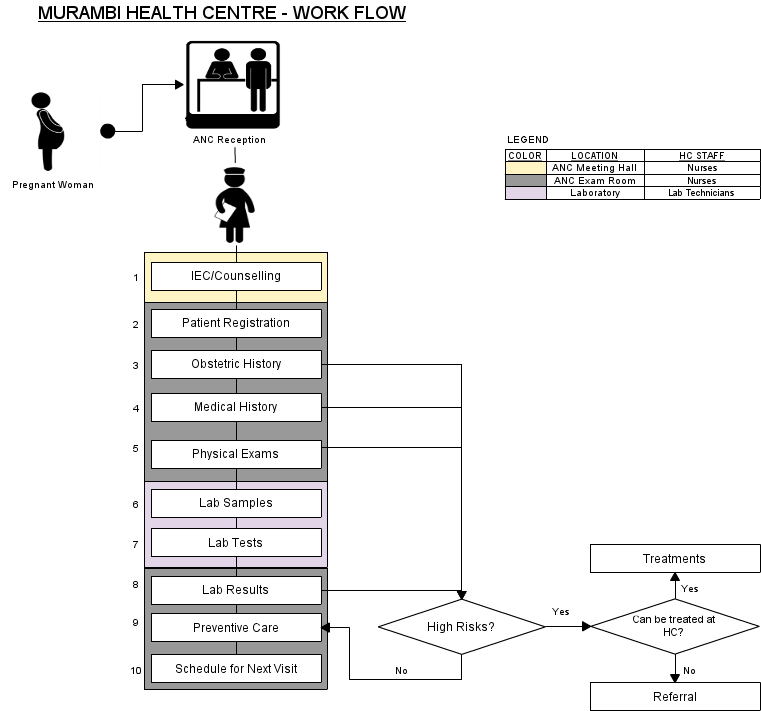 MURAMBI HEALTH CENTRE - WORK FLOW
ANC Reception
Pregnant Woman
LEGEND
COLOR LOCATION HC STAFF
ANC Meeting Hall Nurses
ANC Exam Room Nurses
Laboratory Lab Technicians
1 IEC/Counselling
2 Patient Registration
3 Obstetric History
4 Medical History
5 Physical Exams
6 Lab Samples
7 Lab Tests
8 Lab Results
9 Preventive Care
10 Schedule for Next Visit
High Risks?
Yes
No
Can be treated at
HC?
Yes
Treatments
No
Referral